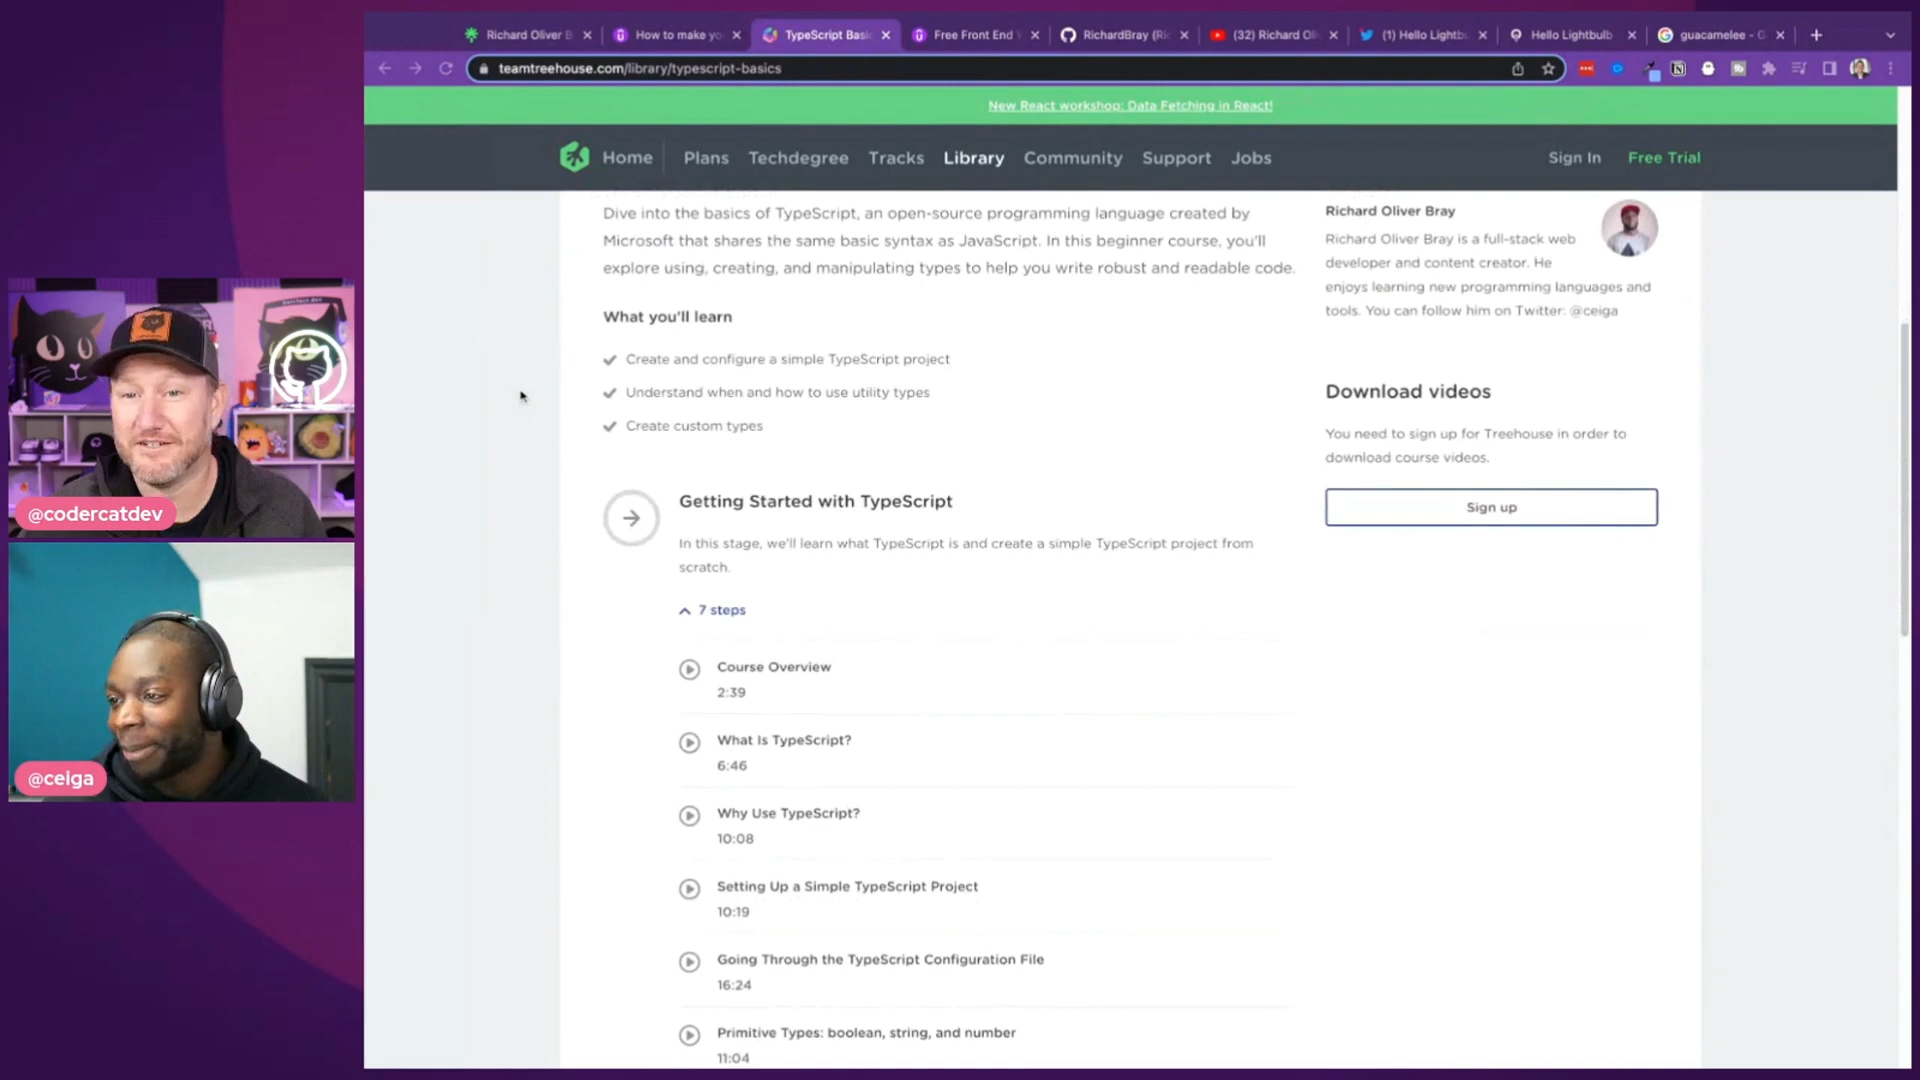 Richard Oliver B
How to make yo
TypeScript Basi
Free Front End
RichardBray (Ri
(32) Richard Oli
(1) Hello Lightbu
Hello Lightbulb
guacamelee - G
teamtreehouse.com/library/typescript-basics
New React workshop: Data Fetching in React!
Home
Plans
Techdegree
Tracks
Library
Community
Support
Jobs
Sign In
Free Trial
Dive into the basics of TypeScript, an open-source programming language created by
Microsoft that shares the same basic syntax as JavaScript. In this beginner course, you'll
explore using, creating, and manipulating types to help you write robust and readable code.
What you'll learn
Create and configure a simple TypeScript project
Understand when and how to use utility types
Create custom types
Getting Started with TypeScript
In this stage, we'll learn what TypeScript is and create a simple TypeScript project from
scratch.
7 steps
Course Overview
2:39
What Is TypeScript?
6:46
Why Use TypeScript?
10:08
Setting Up a Simple TypeScript Project
10:19
Going Through the TypeScript Configuration File
16:24
Primitive Types: boolean, string, and number
11:04
Richard Oliver Bray
Richard Oliver Bray is a full-stack web
developer and content creator. He
enjoys learning new programming languages and
tools. You can follow him on Twitter: @ceiga
Download videos
You need to sign up for Treehouse in order to
download course videos.
Sign up
@codercatdev
@ceiga